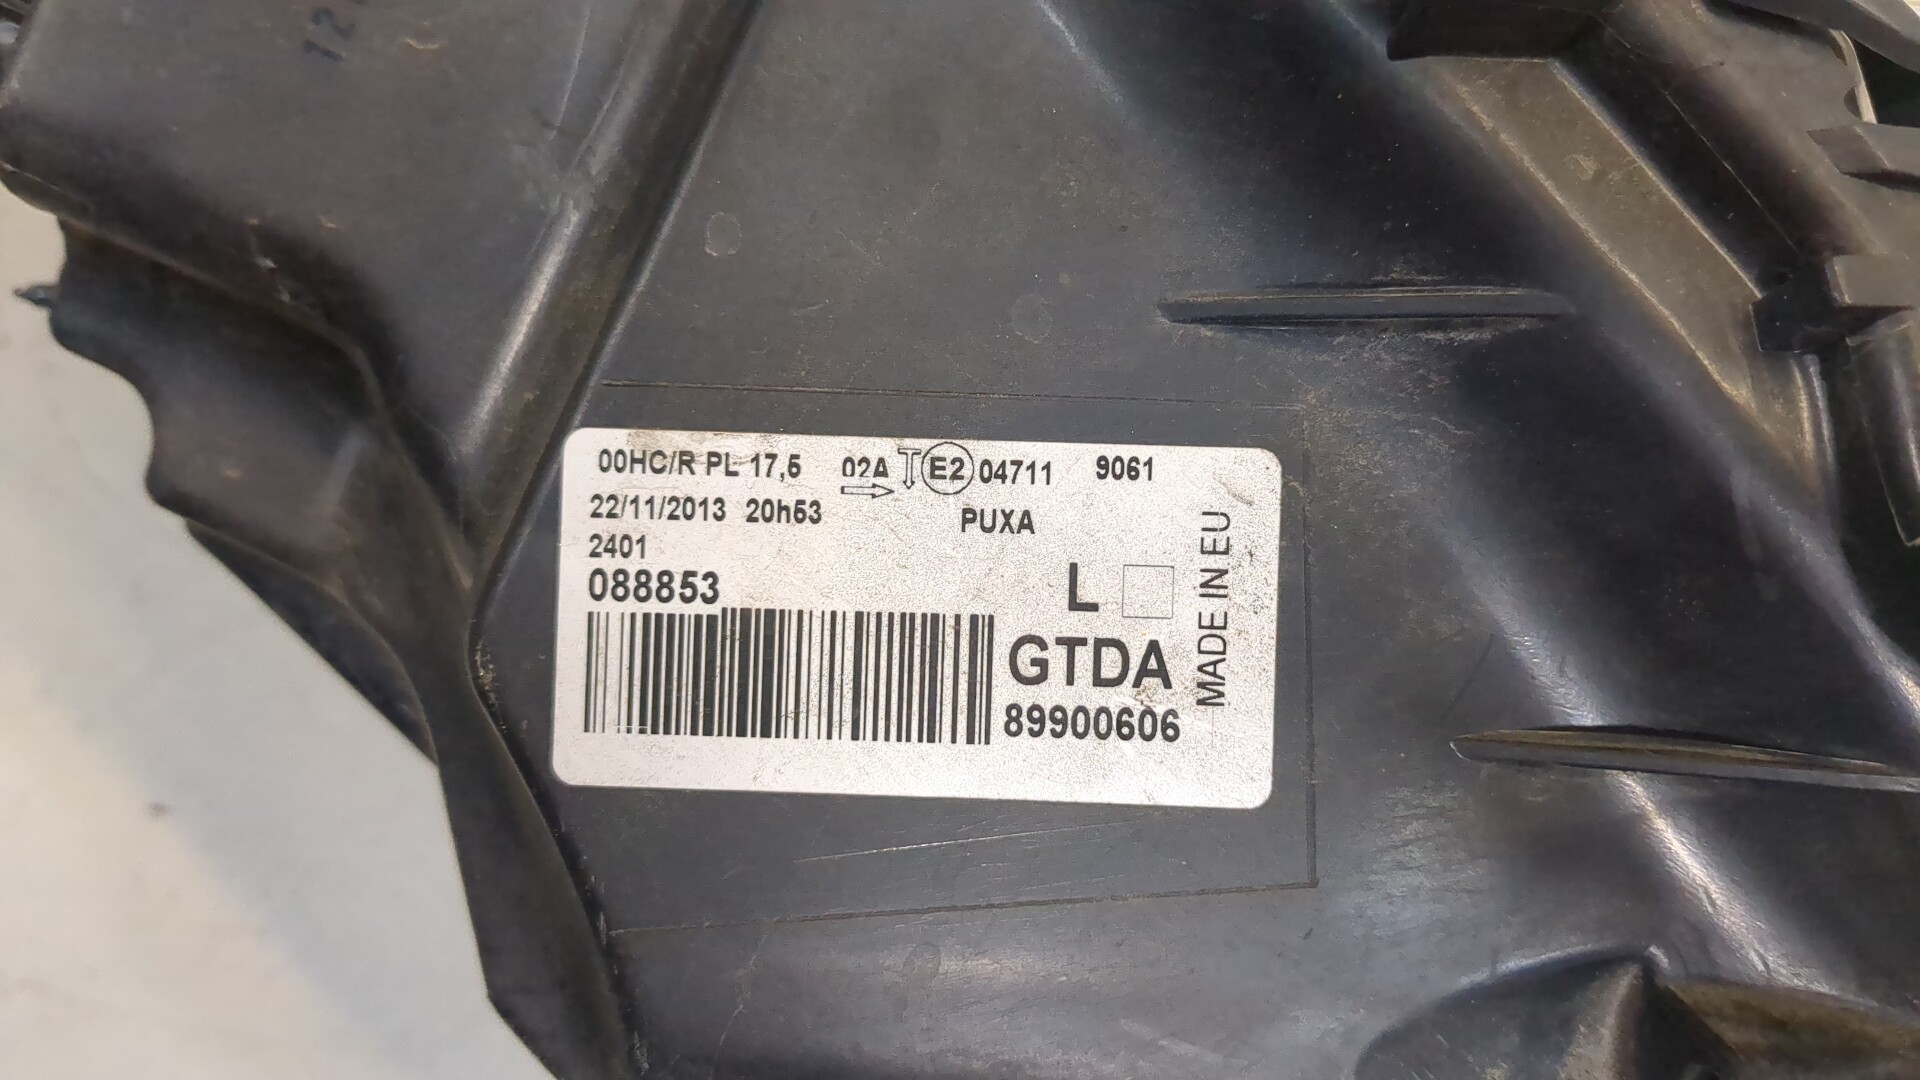 00HC/R PL 17,5 02A E2 04711 9061
22/11/2013 20h53 PUXA
2401
088853
L
GTDA
89900606
MADE IN EU